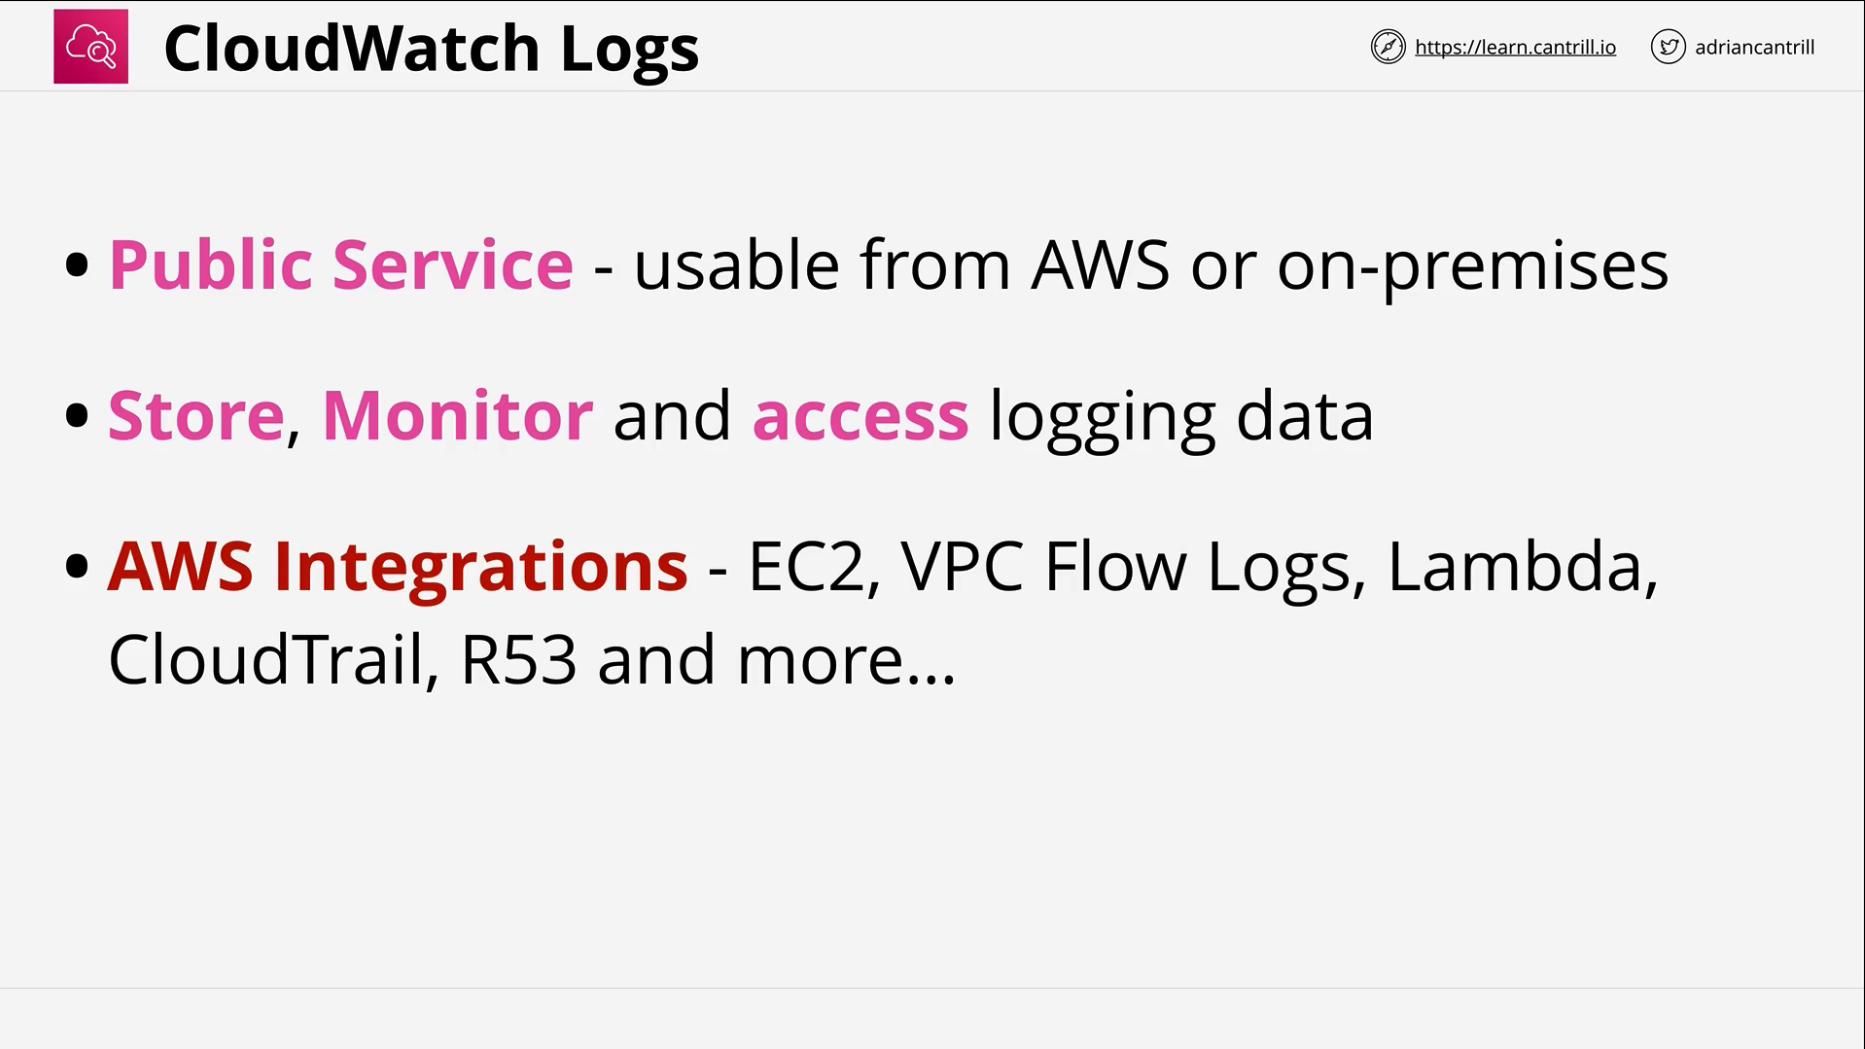 CloudWatch Logs
https://learn.cantrill.io
adriancantrill
• Public Service - usable from AWS or on-premises
• Store, Monitor and access logging data
• AWS Integrations - EC2, VPC Flow Logs, Lambda,
CloudTrail, R53 and more...